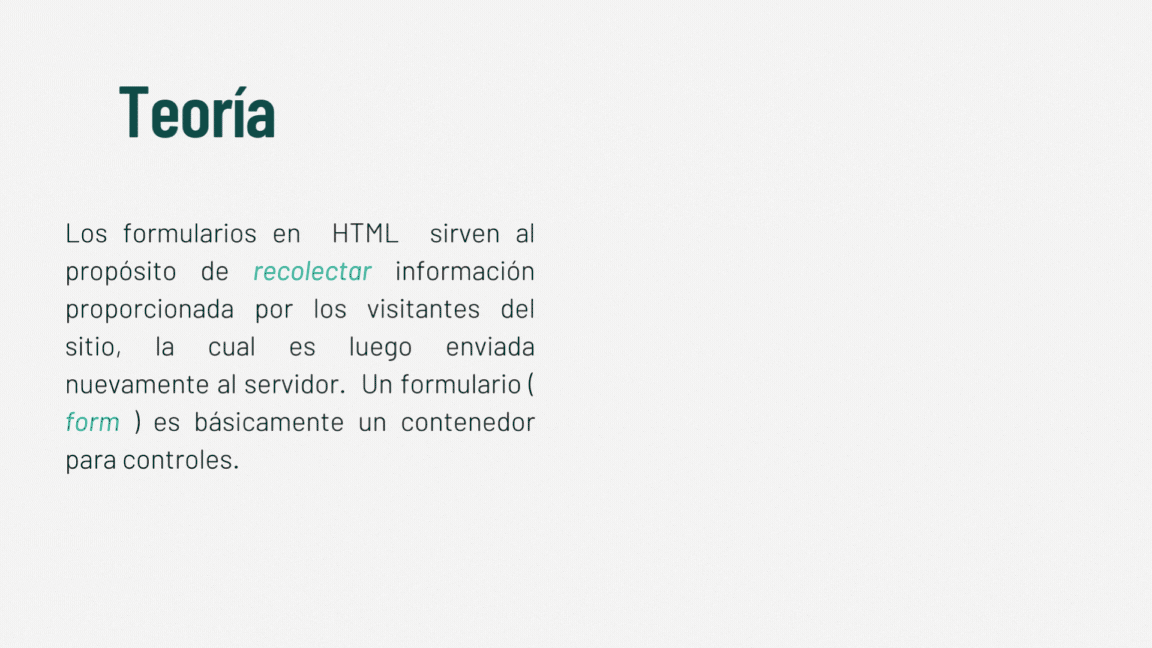 Teoría
Los formularios en HTML sirven al
propósito de recolectar información
proporcionada por los visitantes del
sitio, la cual es luego enviada
nuevamente al servidor. Un formulario (
form ) es básicamente un contenedor
para controles.